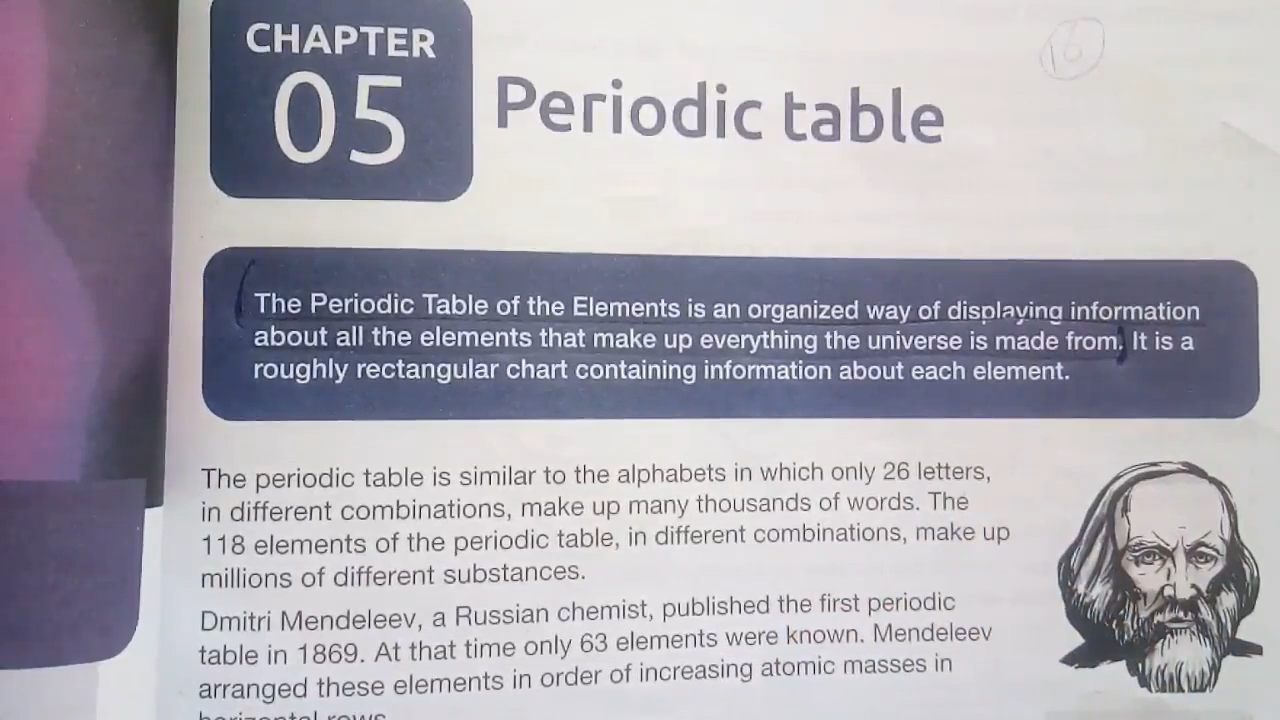 CHAPTER
05
Periodic table
16
The Periodic Table of the Elements is an organized way of displaying information
about all the elements that make up everything the universe is made from. It is a
roughly rectangular chart containing information about each element.
The periodic table is similar to the alphabets in which only 26 letters,
in different combinations, make up many thousands of words. The
118 elements of the periodic table, in different combinations, make up
millions of different substances.
Dmitri Mendeleev, a Russian chemist, published the first periodic
table in 1869. At that time only 63 elements were known. Mendeleev
arranged these elements in order of increasing atomic masses in
horizontal rows